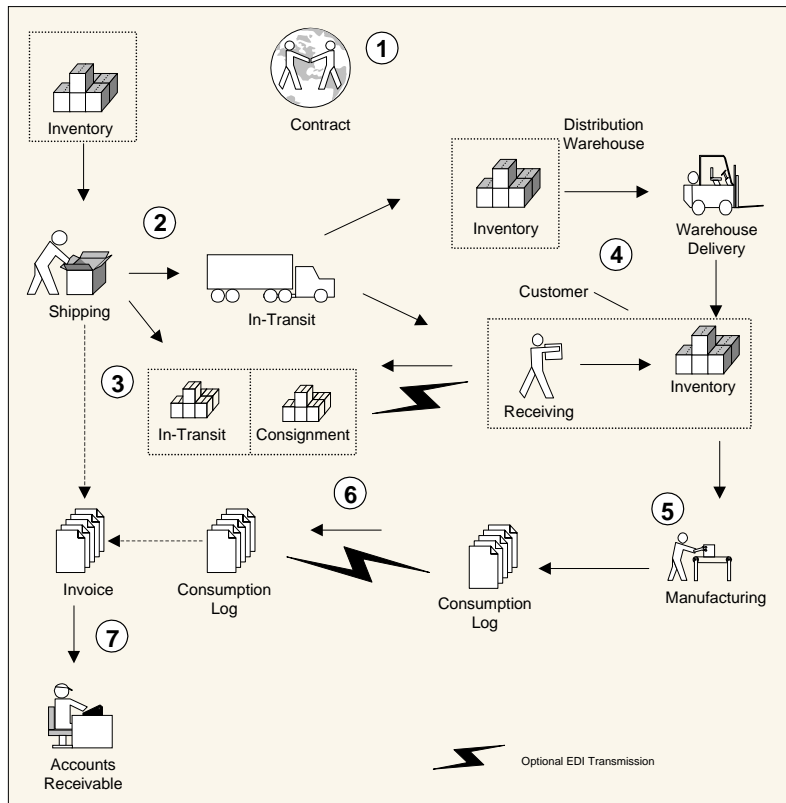 1
Inventory
Contract
Distribution
Warehouse
2
Inventory
Warehouse
Delivery
4
Shipping
In-Transit
Customer
3
In-Transit
Consignment
Receiving
Inventory
6
5
Invoice
Consumption
Log
Consumption
Log
Manufacturing
7
Accounts
Receivable
Optional EDI Transmission